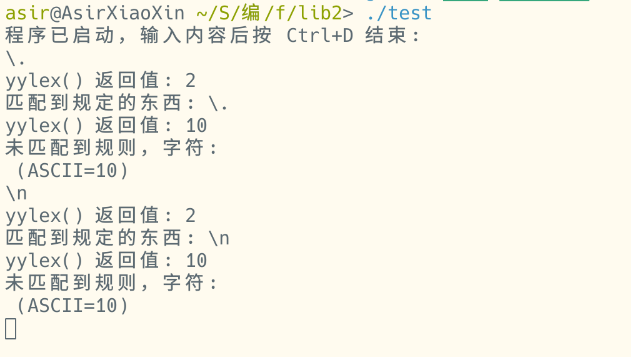 asir@AsirXiaoXin ~/S/编/f/lib2> ./test
程序已启动，输入内容后按 Ctrl+D 结束：
\.
yylex() 返回值: 2
匹配到规定的东西: \.
yylex() 返回值: 10
未匹配到规则，字符:
 (ASCII=10)
\n
yylex() 返回值: 2
匹配到规定的东西: \n
yylex() 返回值: 10
未匹配到规则，字符:
 (ASCII=10)